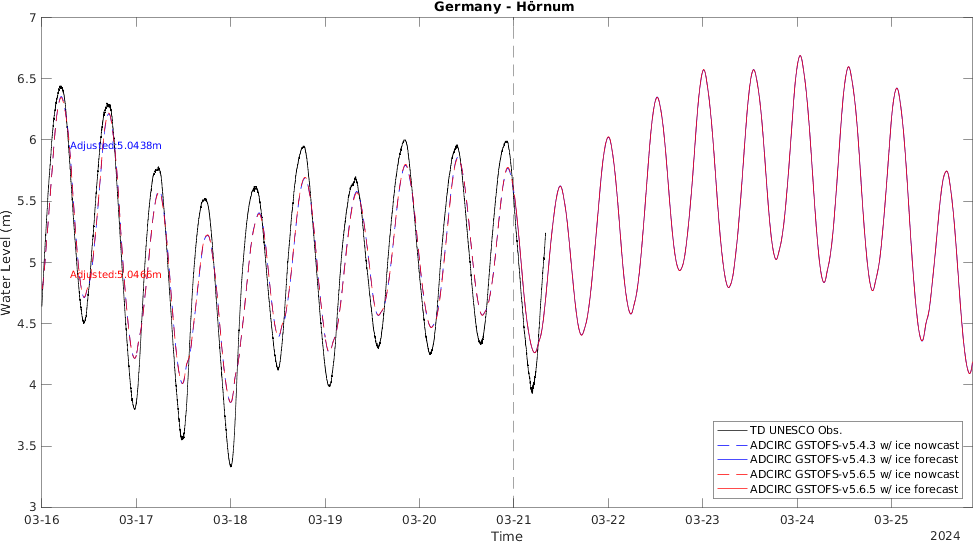 Germany - Hörnum
Water Level (m)
7
6.5
6
5.5
5
4.5
4
3.5
3
Adjusted:5.0438m
Adjusted:5.0466m
TD UNESCO Obs.
ADCIRC GSTOFS-v5.4.3 w/ ice nowcast
ADCIRC GSTOFS-v5.4.3 w/ ice forecast
ADCIRC GSTOFS-v5.6.5 w/ ice nowcast
ADCIRC GSTOFS-v5.6.5 w/ ice forecast
03-16 03-17 03-18 03-19 03-20 03-21 03-22 03-23 03-24 03-25
Time
2024